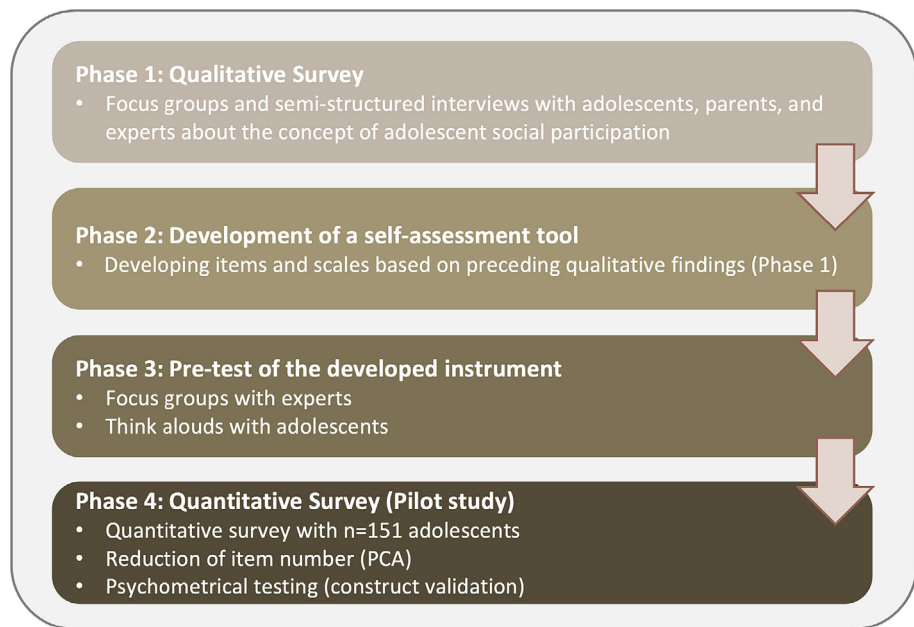 Phase 1: Qualitative Survey
• Focus groups and semi-structured interviews with adolescents, parents, and
experts about the concept of adolescent social participation
Phase 2: Development of a self-assessment tool
• Developing items and scales based on preceding qualitative findings (Phase 1)
Phase 3: Pre-test of the developed instrument
• Focus groups with experts
• Think alouds with adolescents
Phase 4: Quantitative Survey (Pilot study)
• Quantitative survey with n=151 adolescents
• Reduction of item number (PCA)
• Psychometrical testing (construct validation)